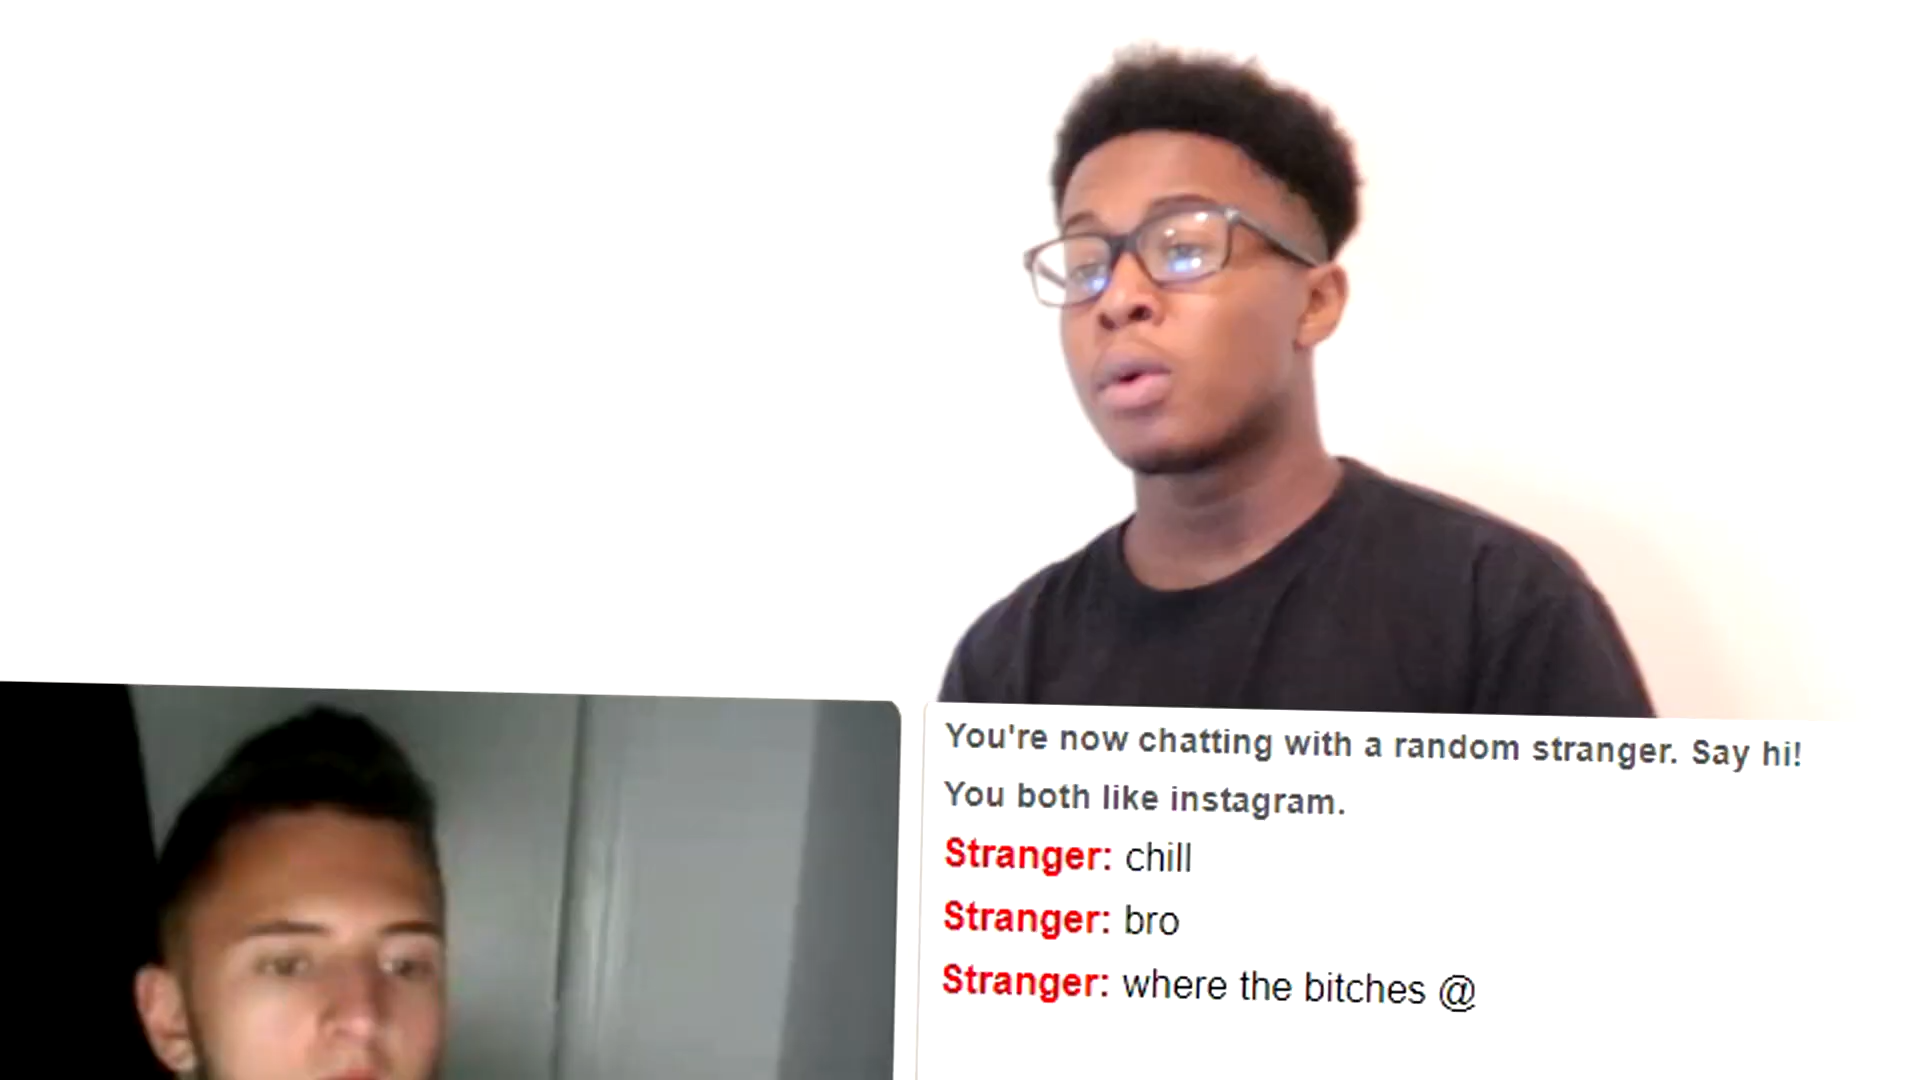 You're now chatting with a random stranger. Say hi!
You both like instagram.
Stranger: chill
Stranger: bro
Stranger: where the bitches @